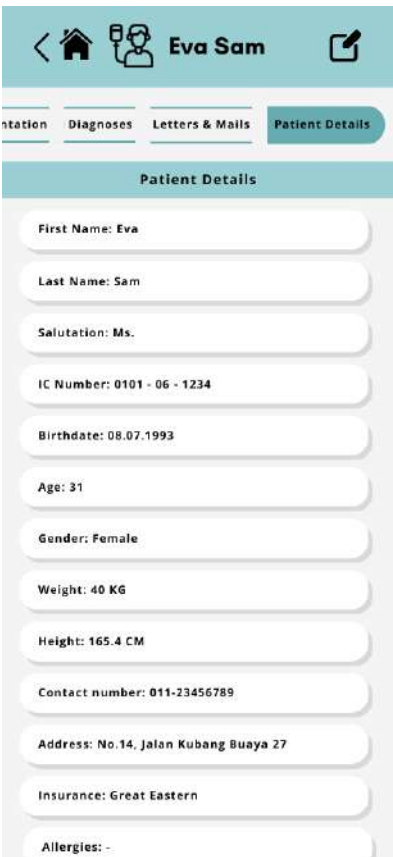 Eva Sam
ntation Diagnoses Letters & Mails Patient Details
Patient Details
First Name: Eva
Last Name: Sam
Salutation: Ms.
IC Number: 0101 - 06 - 1234
Birthdate: 08.07.1993
Age: 31
Gender: Female
Weight: 40 KG
Height: 165.4 CM
Contact number: 011-23456789
Address: No.14, Jalan Kubang Buaya 27
Insurance: Great Eastern
Allergies: -